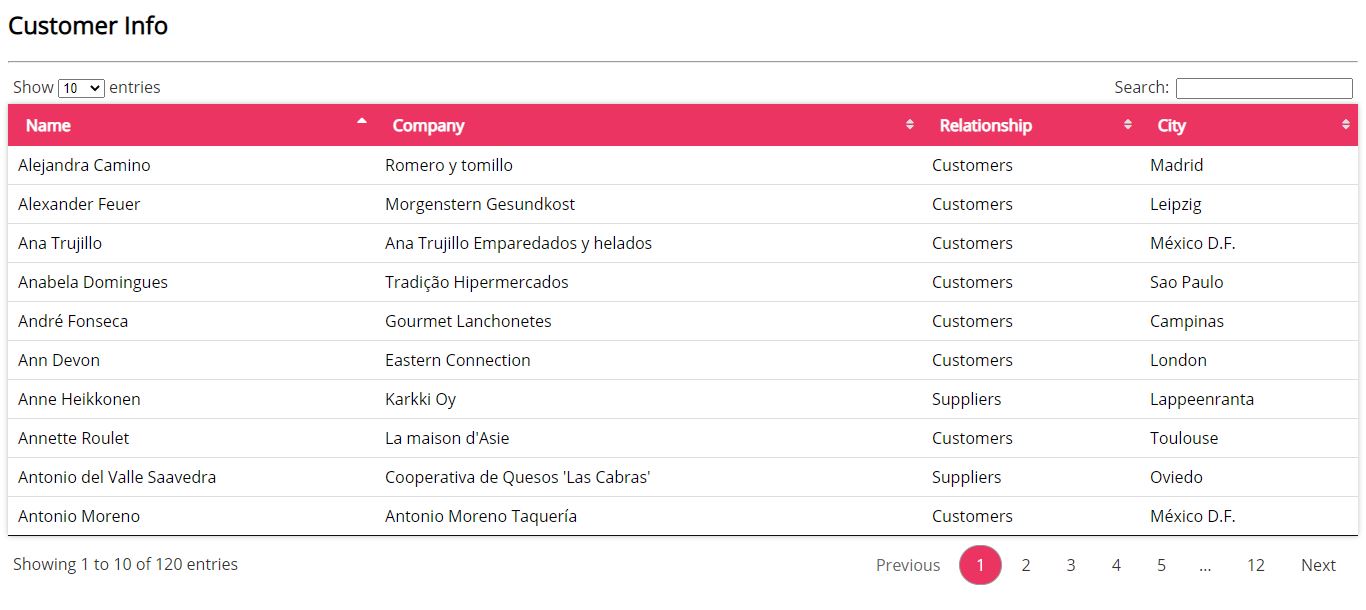 Customer Info
Show 10 entries Search:
Name Company Relationship City
Alejandra Camino Romero y tomillo Customers Madrid
Alexander Feuer Morgenstern Gesundkost Customers Leipzig
Ana Trujillo Ana Trujillo Emparedados y helados Customers México D.F.
Anabela Domingues Tradição Hipermercados Customers Sao Paulo
André Fonseca Gourmet Lanchonetes Customers Campinas
Ann Devon Eastern Connection Customers London
Anne Heikkonen Karkki Oy Suppliers Lappeenranta
Annette Roulet La maison d'Asie Customers Toulouse
Antonio del Valle Saavedra Cooperativa de Quesos 'Las Cabras' Suppliers Oviedo
Antonio Moreno Antonio Moreno Taquería Customers México D.F.
Showing 1 to 10 of 120 entries Previous 1 2 3 4 5 ... 12 Next